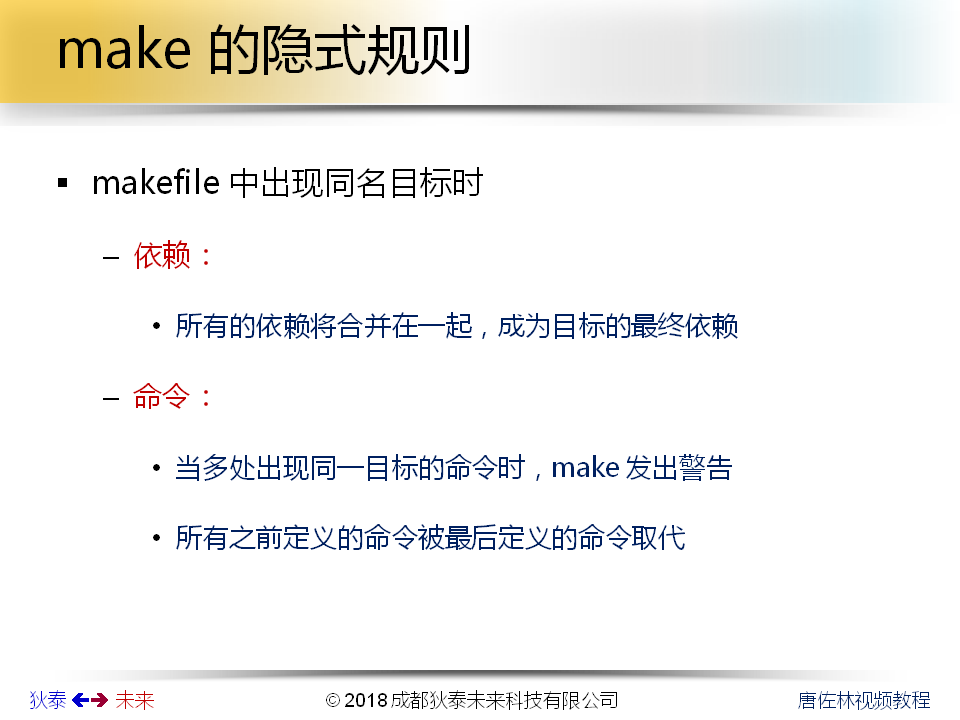 make 的隐式规则
makefile 中出现同名目标时
依赖：
所有的依赖将合并在一起，成为目标的最终依赖
命令：
当多处出现同一目标的命令时，make 发出警告
所有之前定义的命令被最后定义的命令取代
狄泰 未来
© 2018 成都狄泰未来科技有限公司
唐佐林视频教程